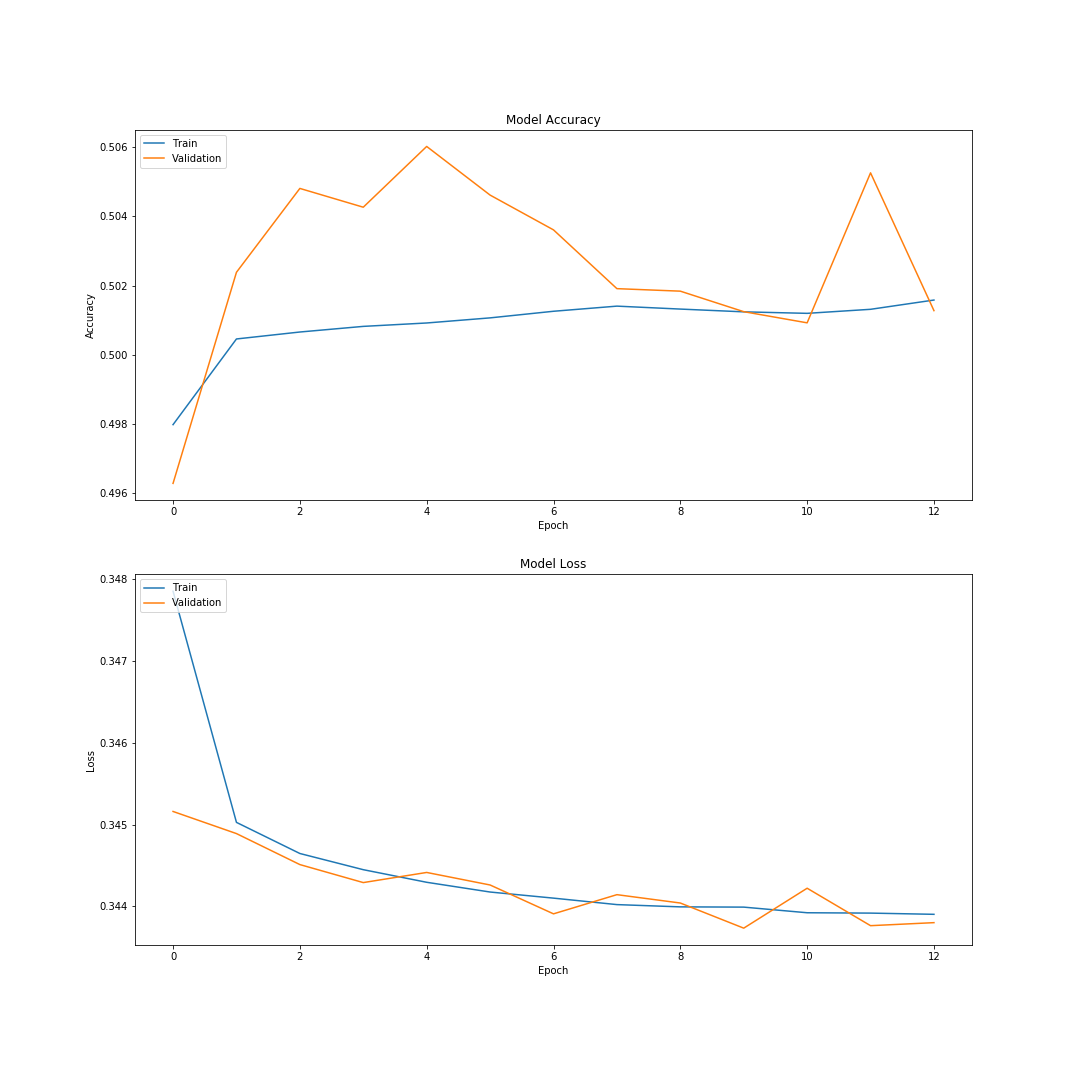 Model Accuracy
Train
Validation
0.506
0.504
0.502
0.500
0.498
0.496
Accuracy
0 2 4 6 8 10 12
Epoch
Model Loss
Train
Validation
0.348
0.347
0.346
0.345
0.344
Loss
0 2 4 6 8 10 12
Epoch